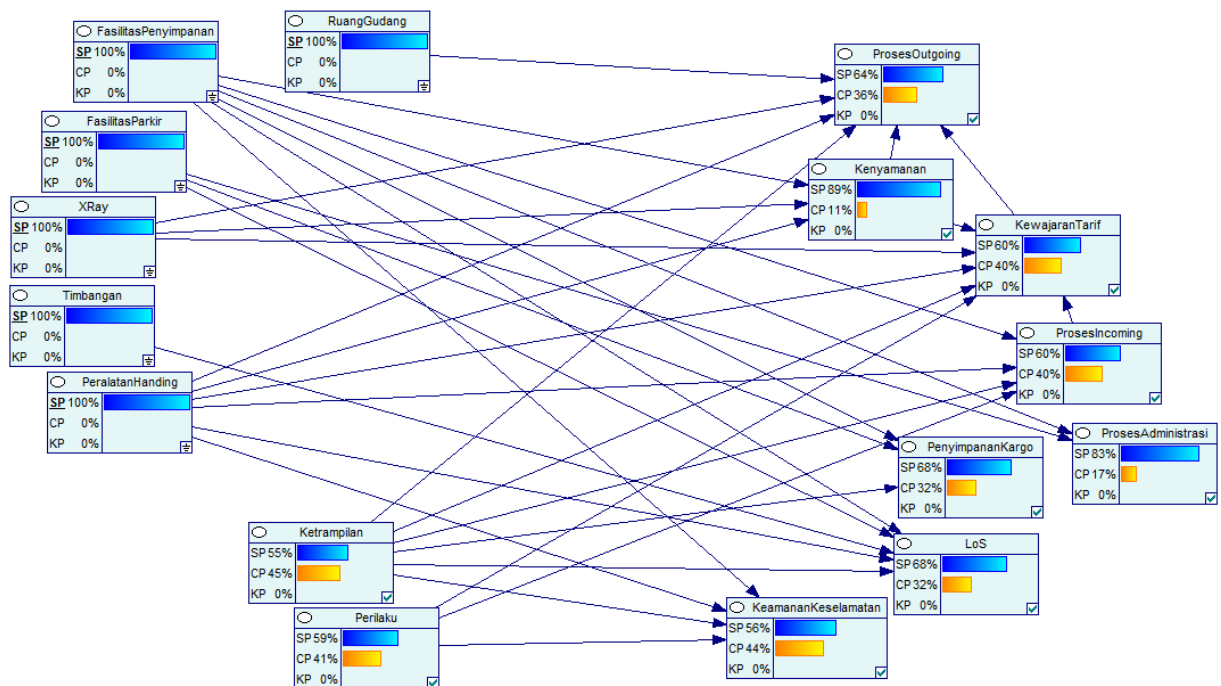 FasilitasPenyimpanan
SP 100%
CP 0%
KP 0%
RuangGudang
SP 100%
CP 0%
KP 0%
ProsesOutgoing
SP 64%
CP 36%
KP 0%
FasilitasParkir
SP 100%
CP 0%
KP 0%
Kenyamanan
SP 89%
CP 11%
KP 0%
XRay
SP 100%
CP 0%
KP 0%
KewajaranTarif
SP 60%
CP 40%
KP 0%
Timbangan
SP 100%
CP 0%
KP 0%
ProsesIncoming
SP 60%
CP 40%
KP 0%
PeralatanHanding
SP 100%
CP 0%
KP 0%
ProsesAdministrasi
SP 83%
CP 17%
KP 0%
PenyimpananKargo
SP 68%
CP 32%
KP 0%
Ketrampilan
SP 55%
CP 45%
KP 0%
LoS
SP 68%
CP 32%
KP 0%
KeamananKeselamatan
SP 56%
CP 44%
KP 0%
Perilaku
SP 59%
CP 41%
KP 0%